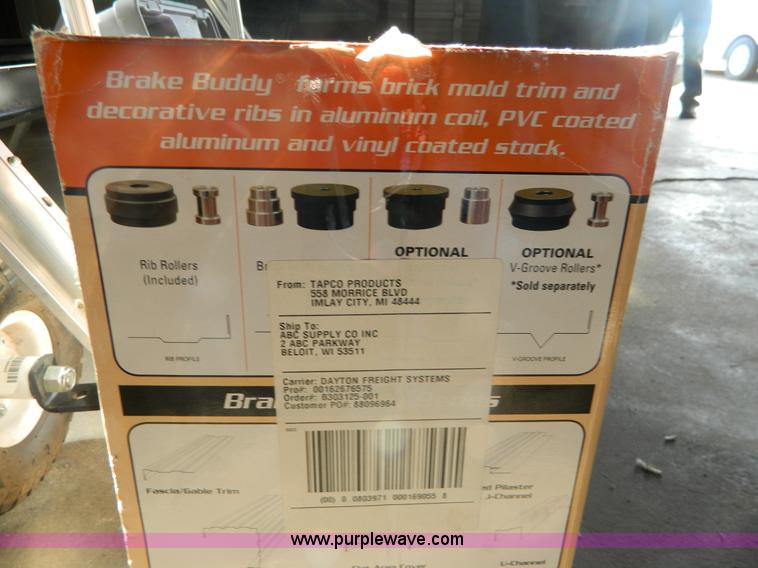 Brake Buddy® forms brick mold trim and
decorative ribs in aluminum coil, PVC coated
aluminum and vinyl coated stock.
Rib Rollers
(Included)
OPTIONAL
OPTIONAL
V-Groove Rollers*
*Sold separately
RIB PROFILE
V-GROOVE PROFILE
From: TAPCO PRODUCTS
558 MORRICE BLVD
IMLAY CITY, MI 48444
Ship To:
ABC SUPPLY CO INC
2 ABC PARKWAY
BELOIT, WI 53511
Carrier: DAYTON FREIGHT SYSTEMS
Pro#: 00162676575
Order#: B303125-001
Customer PO#: 88096964
(00) 0 0803971 000169055 8
Fascia/Gable Trim
Pilaster
J-Channel
www.purplewave.com
U-Channel